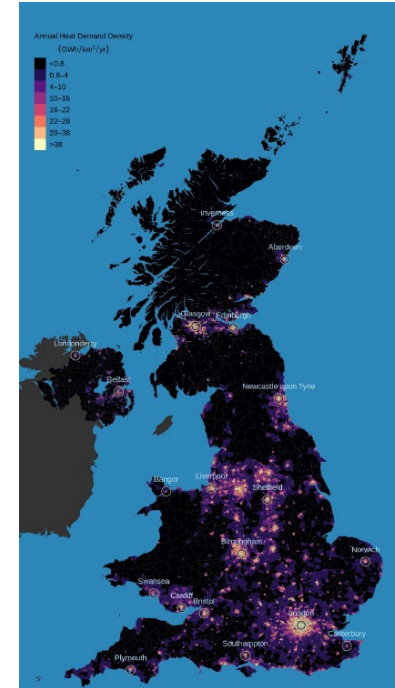 Annual Heat Demand Density
(GWh/km²/yr)
<0.8
0.8–4
4–10
10–16
16–22
22–28
28–38
>38
Inverness
Aberdeen
Glasgow
Edinburgh
Londonderry
Belfast
Newcastle upon Tyne
Liverpool
Bangor
Sheffield
Birmingham
Norwich
Swansea
Cardiff
Bristol
London
Canterbury
Southampton
Plymouth